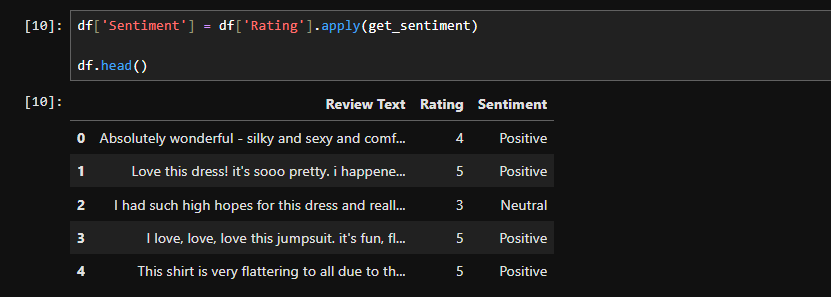 [10]: df['Sentiment'] = df['Rating'].apply(get_sentiment)
df.head()
[10]:
Review Text Rating Sentiment
0 Absolutely wonderful - silky and sexy and comf... 4 Positive
1 Love this dress! it's sooo pretty. i happene... 5 Positive
2 I had such high hopes for this dress and reall... 3 Neutral
3 I love, love, love this jumpsuit. it's fun, fl... 5 Positive
4 This shirt is very flattering to all due to th... 5 Positive